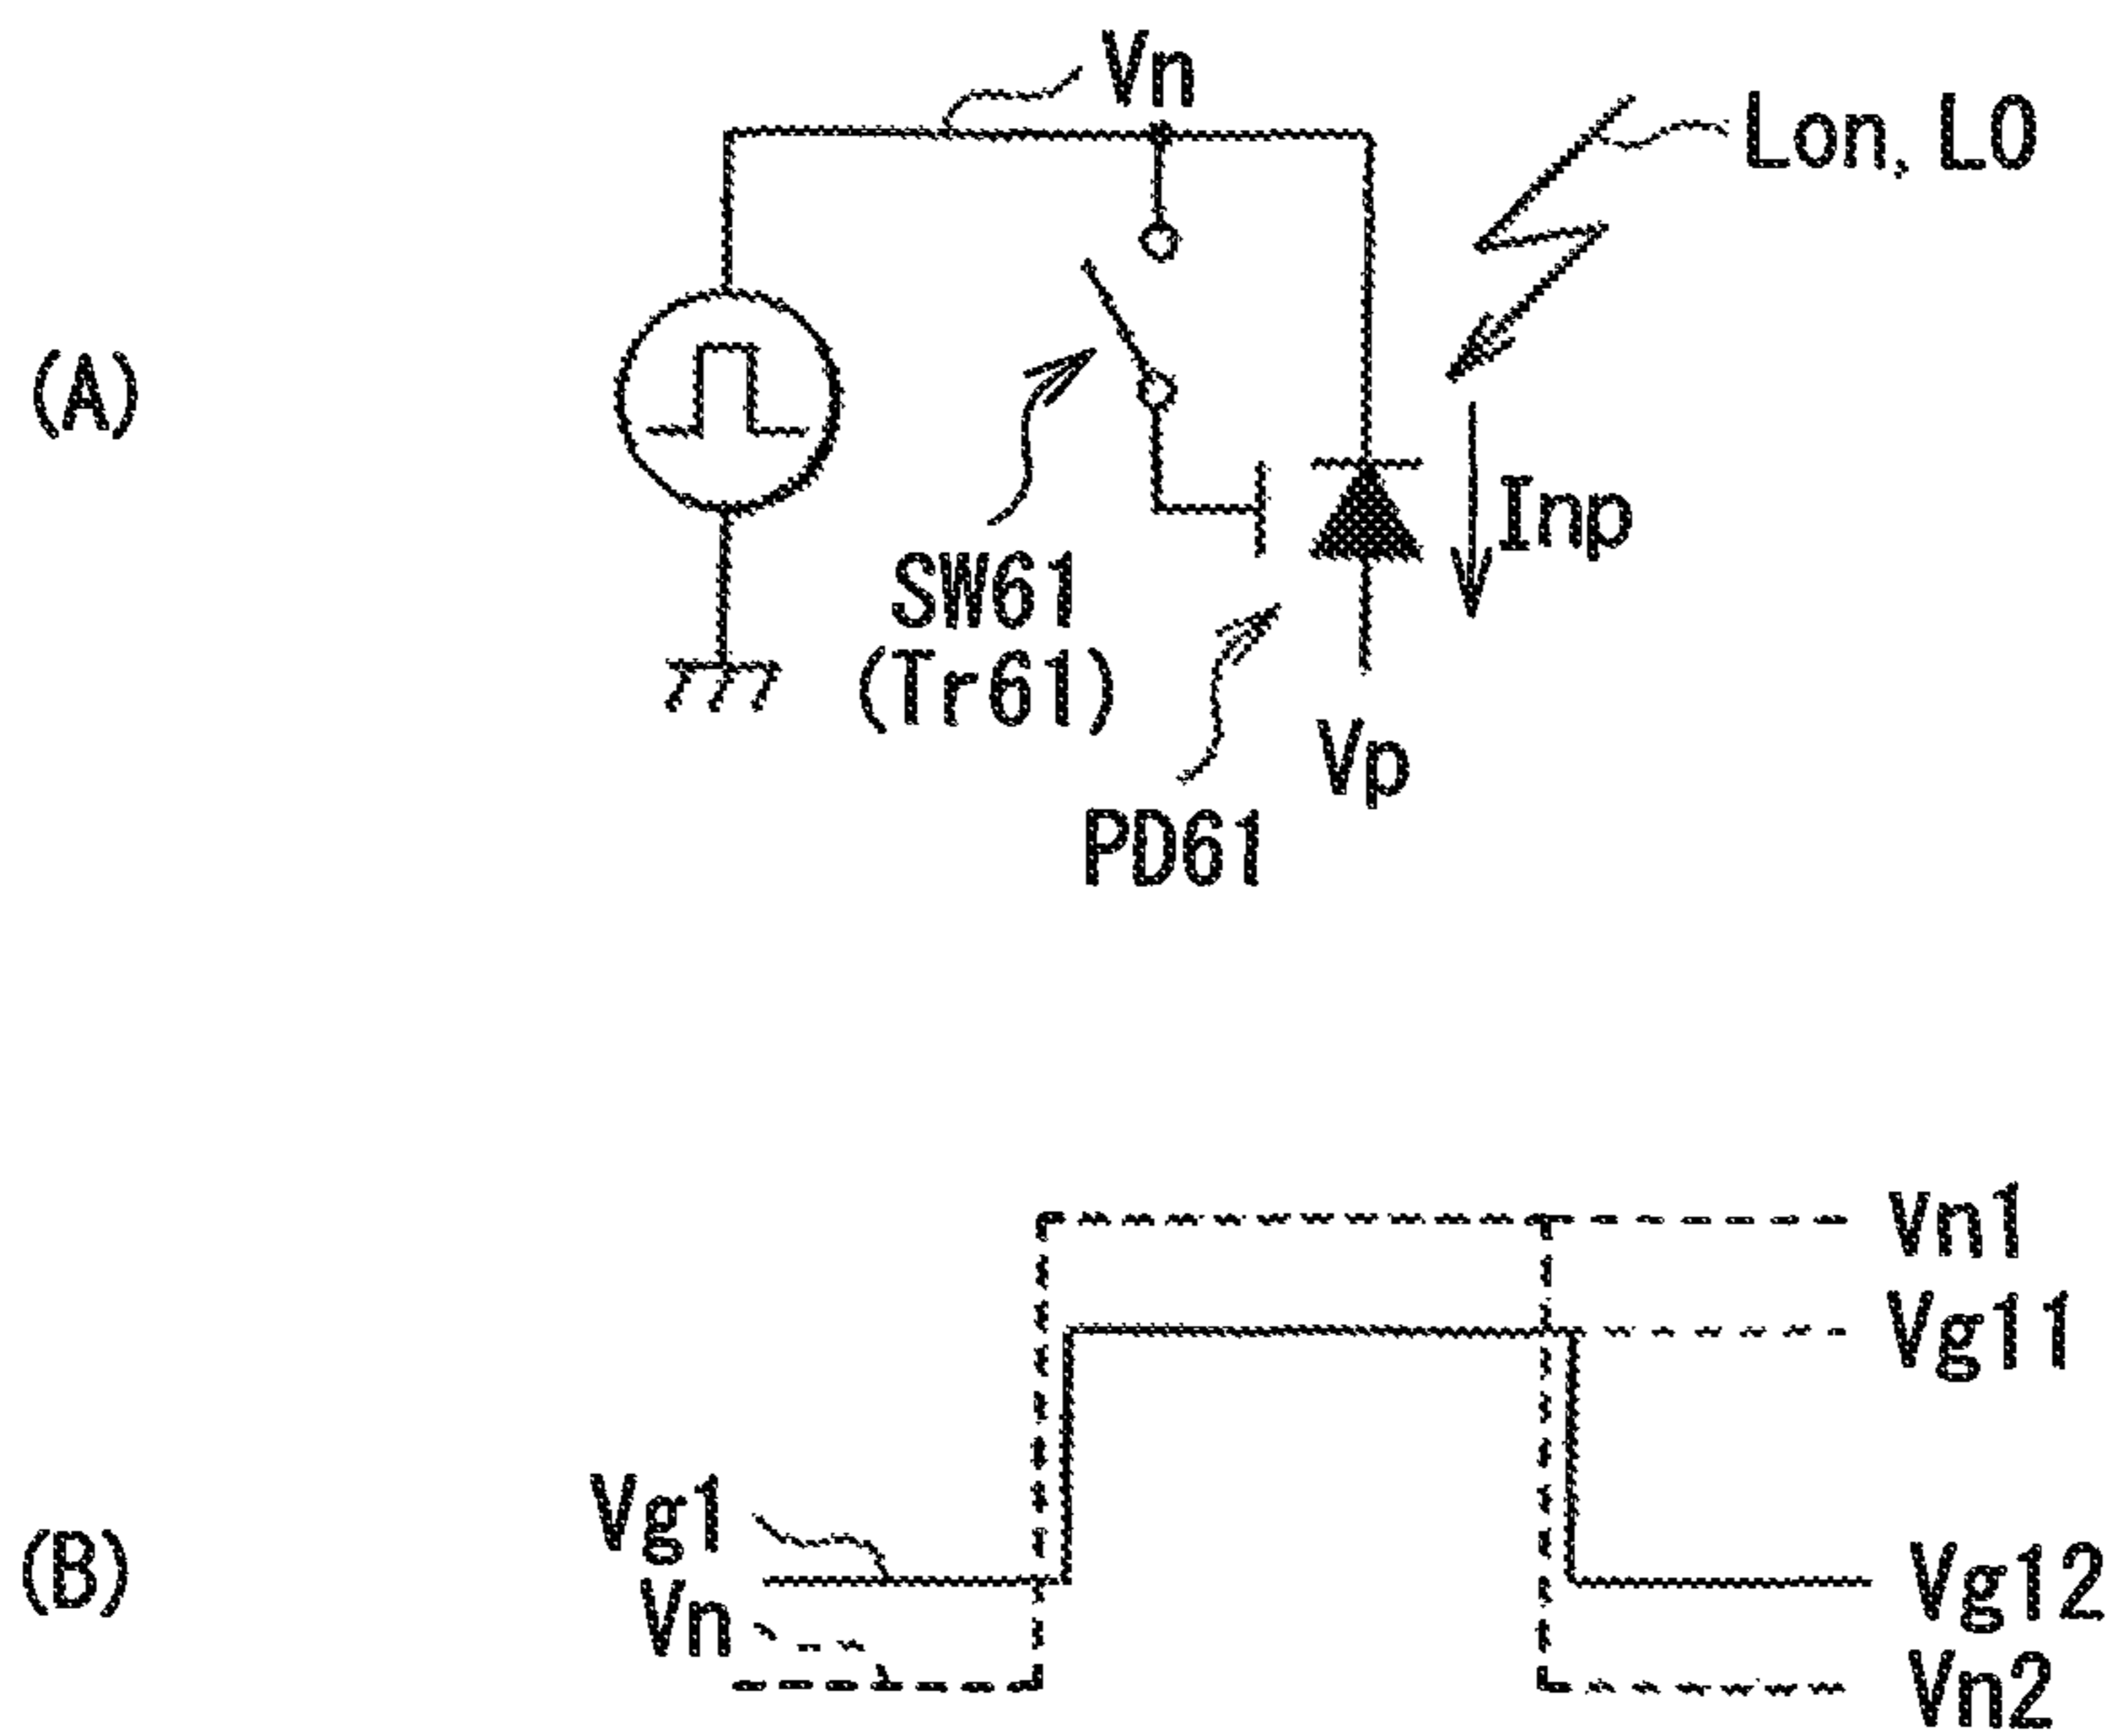 Vn
Lon, L0
(A)
Inp
SW61
(Tr61)
Vp
PD61
Vn1
Vg11
Vg1
(B)
Vg12
Vn
Vn2